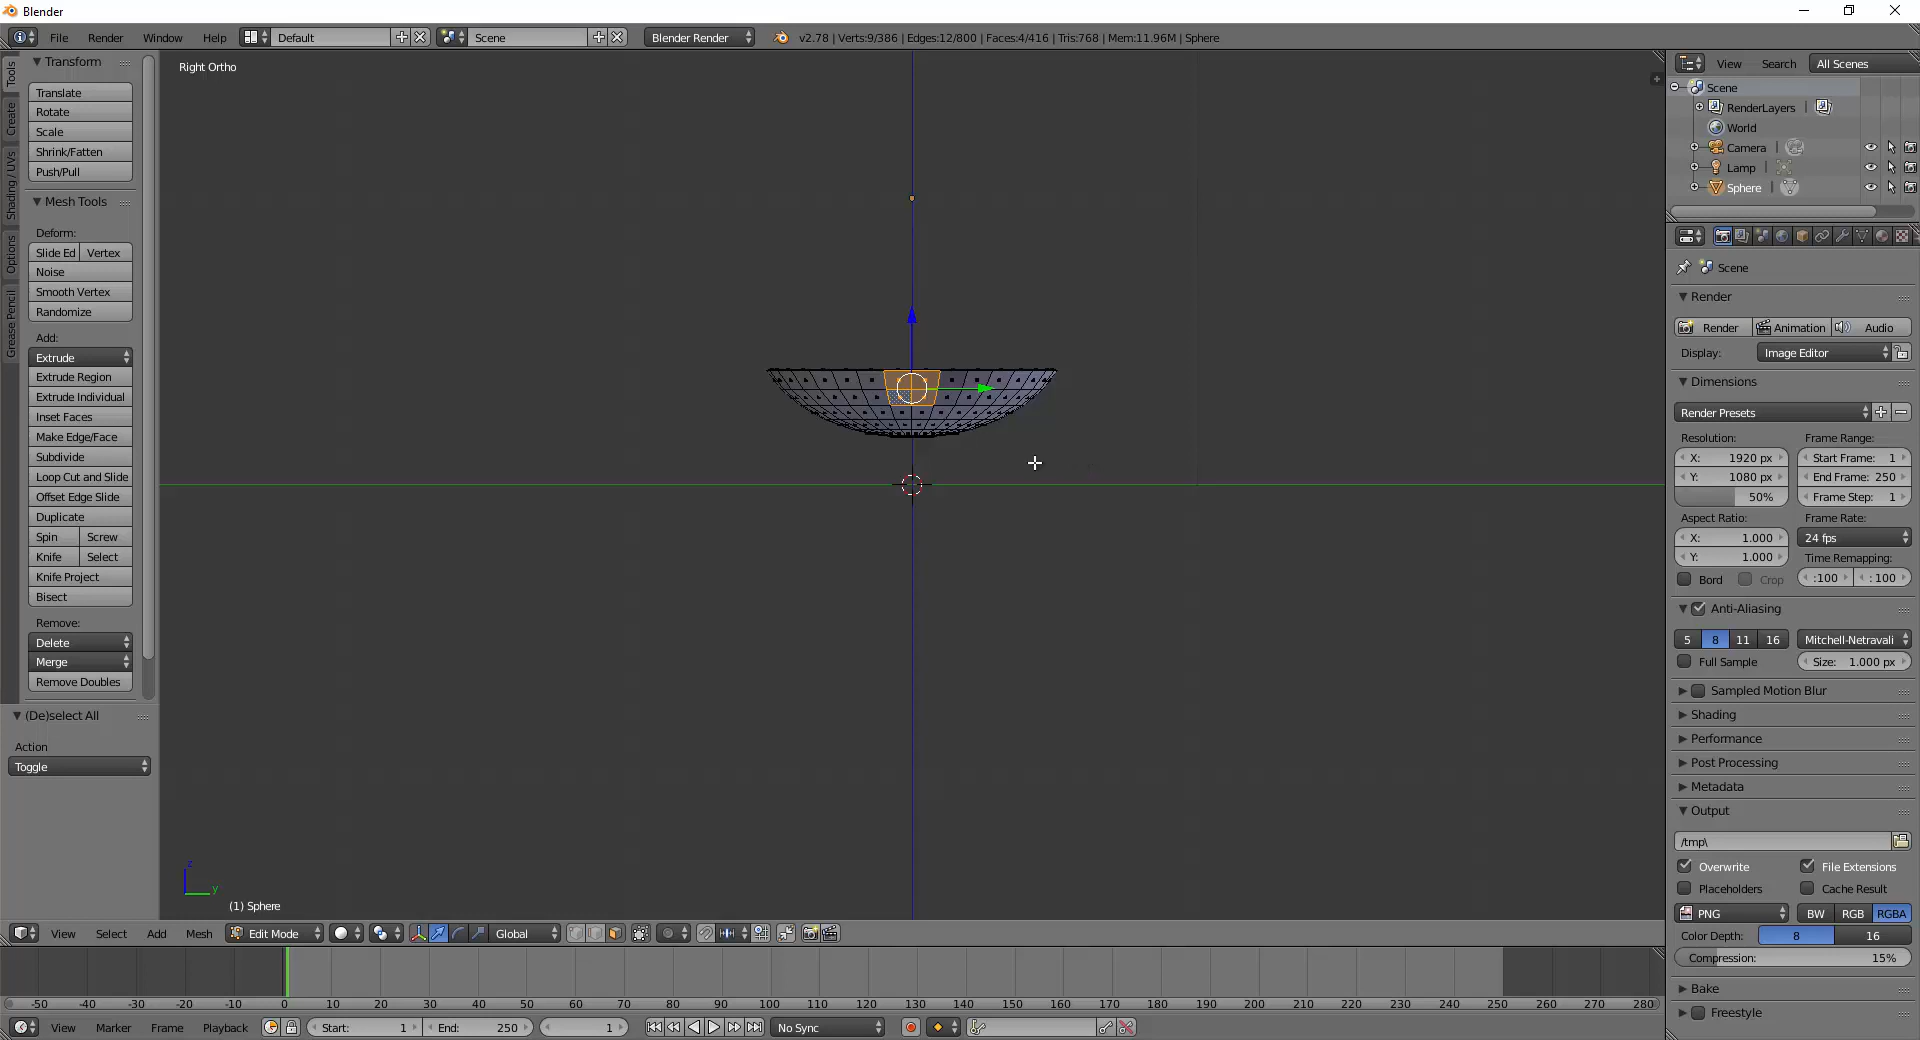 Blender
File Render Window Help Default Scene Blender Render v2.78 | Verts:9/386 | Edges:12/800 | Faces:4/416 | Tris:768 | Mem:11.96M | Sphere
Tools
Create
Shading / UVs
Options
Grease Pencil
Transform
Translate
Rotate
Scale
Shrink/Fatten
Push/Pull
Mesh Tools
Deform:
Slide Ed Vertex
Noise
Smooth Vertex
Randomize
Add:
Extrude
Extrude Region
Extrude Individual
Inset Faces
Make Edge/Face
Subdivide
Loop Cut and Slide
Offset Edge Slide
Duplicate
Spin Screw
Knife Select
Knife Project
Bisect
Remove:
Delete
Merge
Remove Doubles
(De)select All
Action
Toggle
Right Ortho
z
y
(1) Sphere
View Select Add Mesh Edit Mode Global
-50 -40 -30 -20 -10 0 10 20 30 40 50 60 70 80 90 100 110 120 130 140 150 160 170 180 190 200 210 220 230 240 250 260 270 280
View Marker Frame Playback Start: 1 End: 250 1 No Sync
View Search All Scenes
Scene
RenderLayers |
World
Camera |
Lamp |
Sphere |
Scene
Render
Render Animation Audio
Display: Image Editor
Dimensions
Render Presets
Resolution: Frame Range:
X: 1920 px Start Frame: 1
Y: 1080 px End Frame: 250
50% Frame Step: 1
Aspect Ratio: Frame Rate:
X: 1.000 24 fps
Y: 1.000 Time Remapping:
Bord Crop :100 : 100
Anti-Aliasing
5 8 11 16 Mitchell-Netravali
Full Sample Size: 1.000 px
Sampled Motion Blur
Shading
Performance
Post Processing
Metadata
Output
/tmp\
Overwrite File Extensions
Placeholders Cache Result
PNG BW RGB RGBA
Color Depth: 8 16
Compression: 15%
Bake
Freestyle